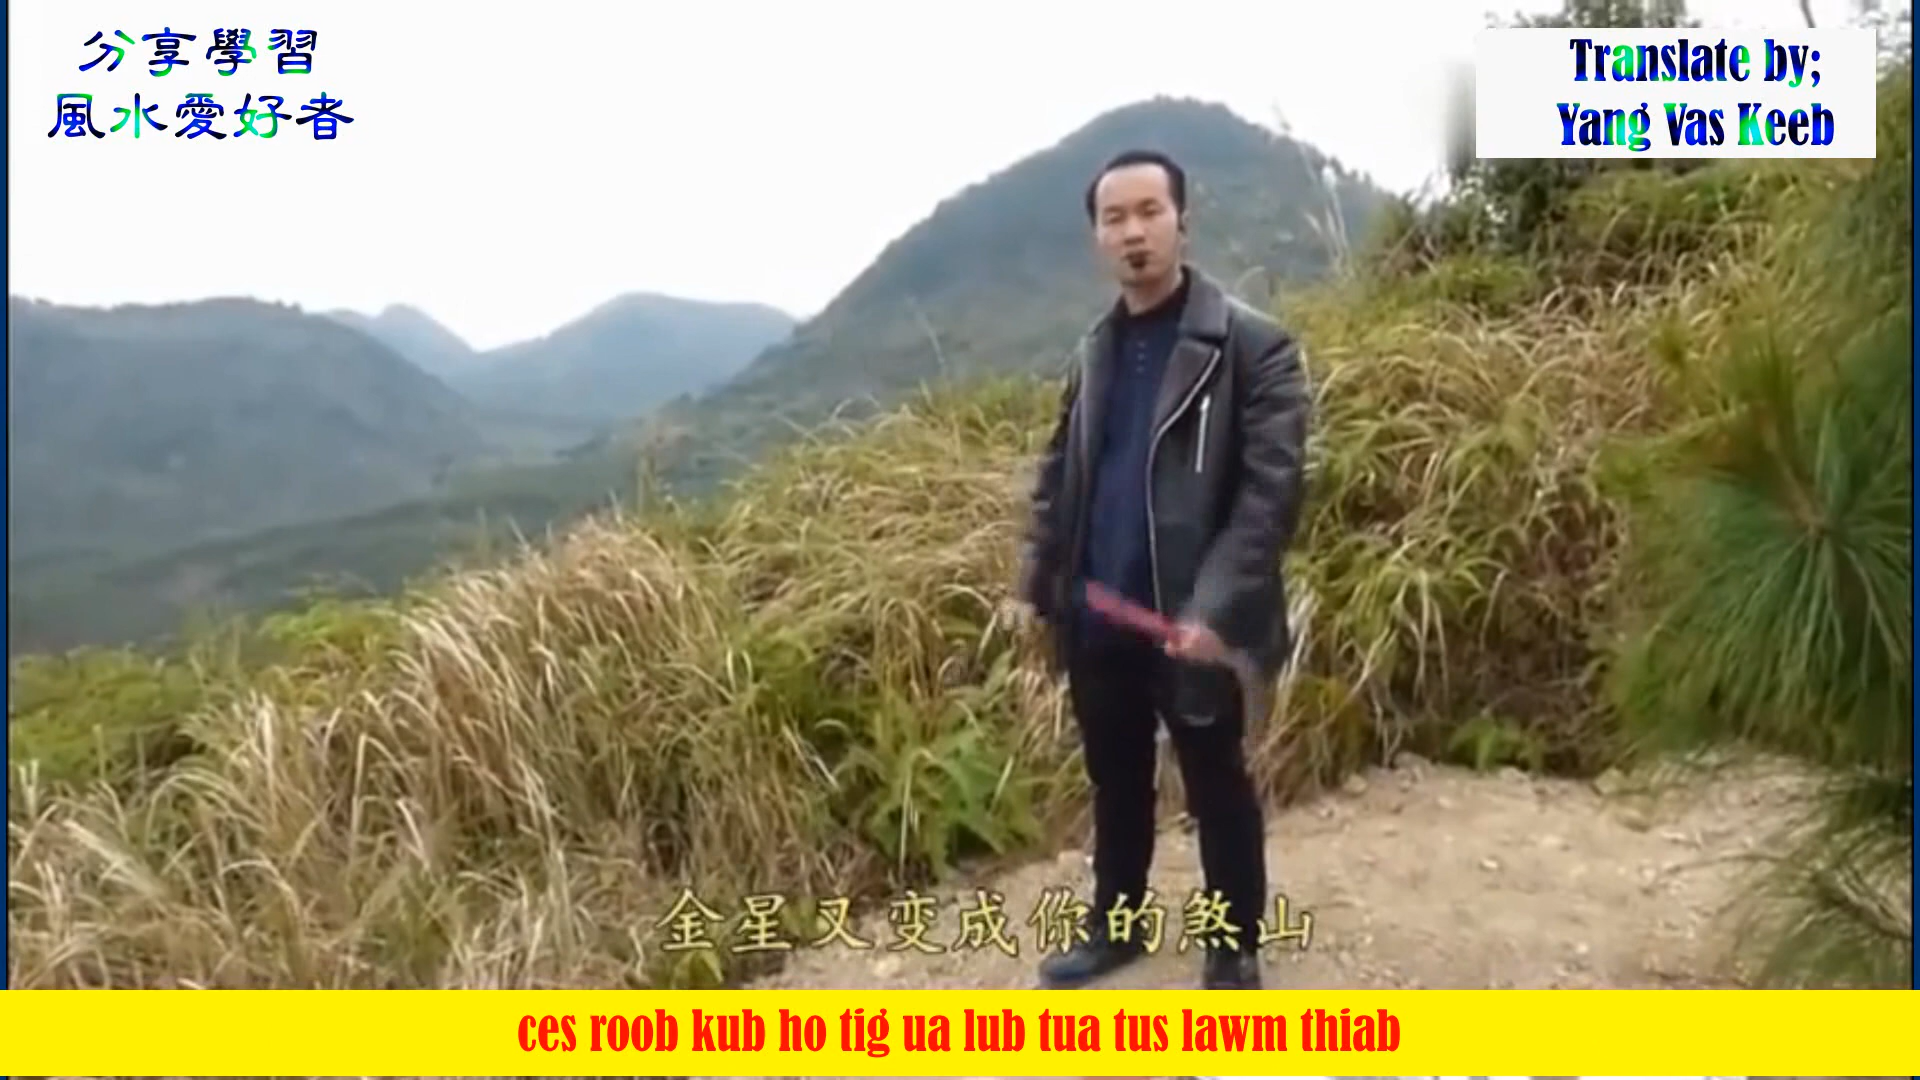 分享學習
風水愛好者
Translate by;
Yang Vas Keeb
金星又变成你的煞山
ces roob kub ho tig ua lub tua tus lawm thiab